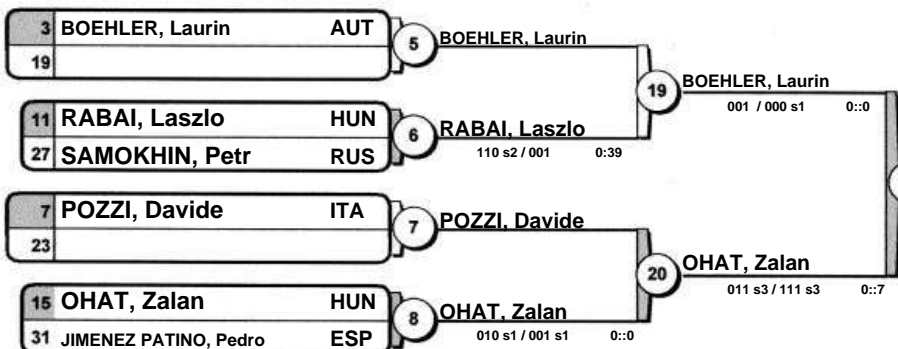 3 BOEHLER, Laurin AUT
19
5 BOEHLER, Laurin
11 RABAI, Laszlo HUN
27 SAMOKHIN, Petr RUS
6 RABAI, Laszlo
110 s2 / 001 0:39
19 BOEHLER, Laurin
001 / 000 s1 0::0
7 POZZI, Davide ITA
23
7 POZZI, Davide
15 OHAT, Zalan HUN
31 JIMENEZ PATINO, Pedro ESP
8 OHAT, Zalan
010 s1 / 001 s1 0::0
20 OHAT, Zalan
011 s3 / 111 s3 0::7